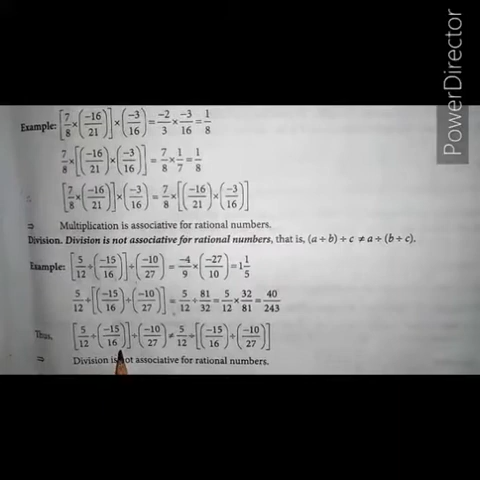 PowerDirector
Example: [7/8 × (-16/21)] × (-3/16) = -2/3 × -3/16 = 1/8
7/8 × [(-16/21) × (-3/16)] = 7/8 × 1/7 = 1/8
[7/8 × (-16/21)] × (-3/16) = 7/8 × [(-16/21) × (-3/16)]
⇒ Multiplication is associative for rational numbers.
Division. Division is not associative for rational numbers, that is, (a ÷ b) ÷ c ≠ a ÷ (b ÷ c).
Example: [5/12 ÷ (-15/16)] ÷ (-10/27) = -4/9 × (-27/10) = 1 1/5
5/12 ÷ [(-15/16) ÷ (-10/27)] = 5/12 ÷ 81/32 = 5/12 × 32/81 = 40/243
Thus, [5/12 ÷ (-15/16)] ÷ (-10/27) ≠ 5/12 ÷ [(-15/16) ÷ (-10/27)]
⇒ Division is not associative for rational numbers.